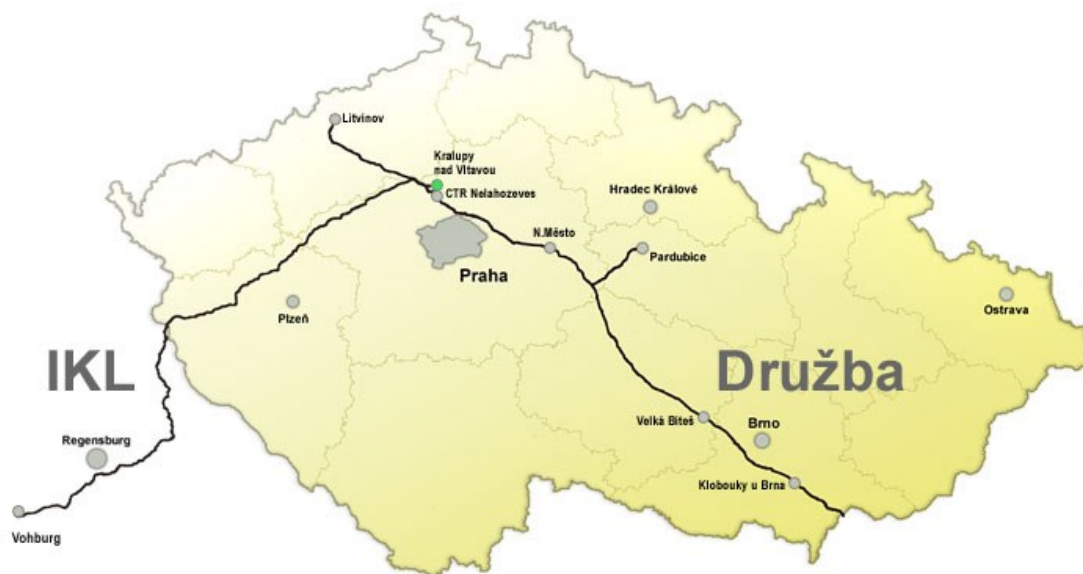 Litvínov
Kralupy
nad Vltavou
CTR Nelahozeves
Hradec Králové
N.Město
Pardubice
Praha
Plzeň
Ostrava
IKL
Družba
Regensburg
Velká Bíteš
Brno
Klobouky u Brna
Vohburg